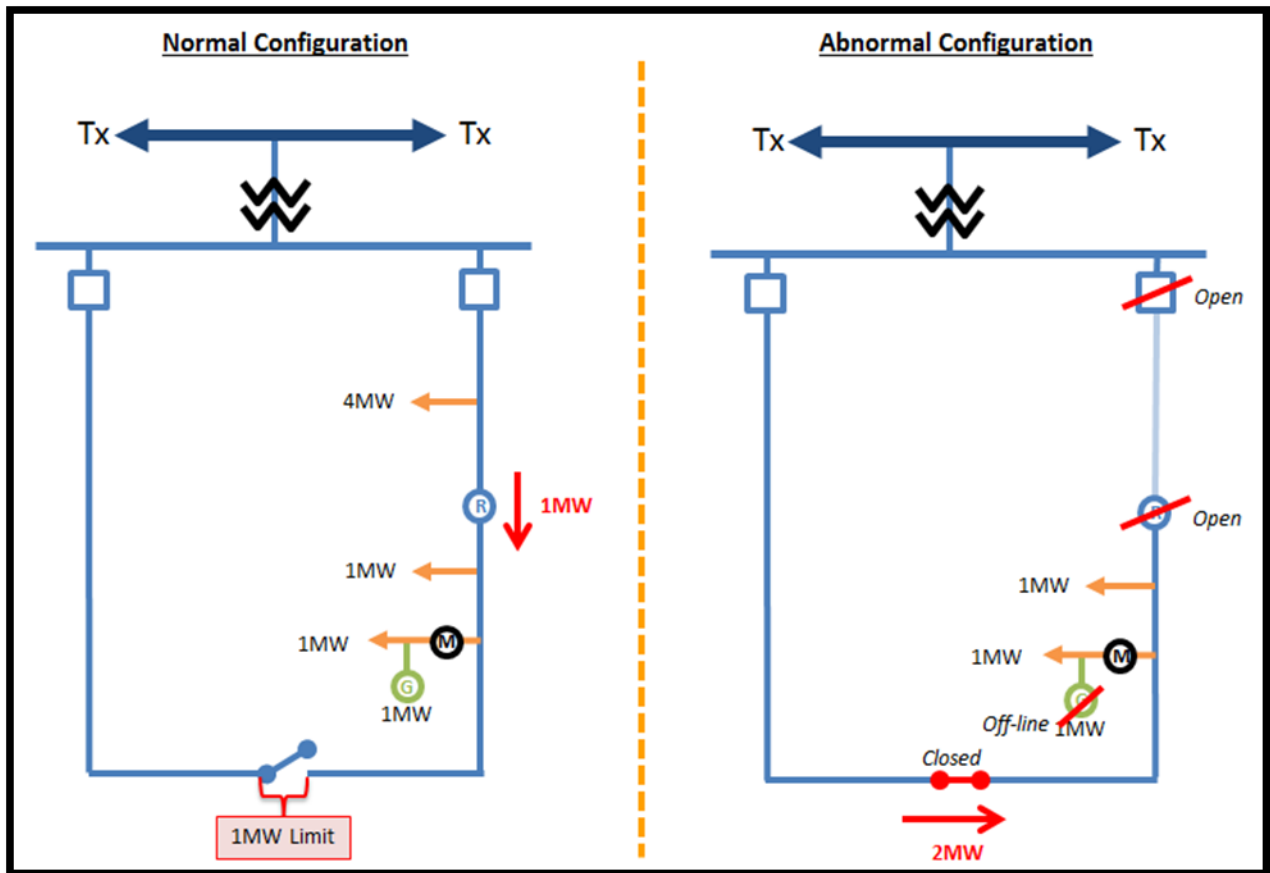 Normal Configuration
Tx
Tx
4MW
R
1MW
1MW
1MW
M
G
1MW
1MW Limit
Abnormal Configuration
Tx
Tx
Open
R
Open
1MW
1MW
M
G
Off-line
1MW
Closed
2MW